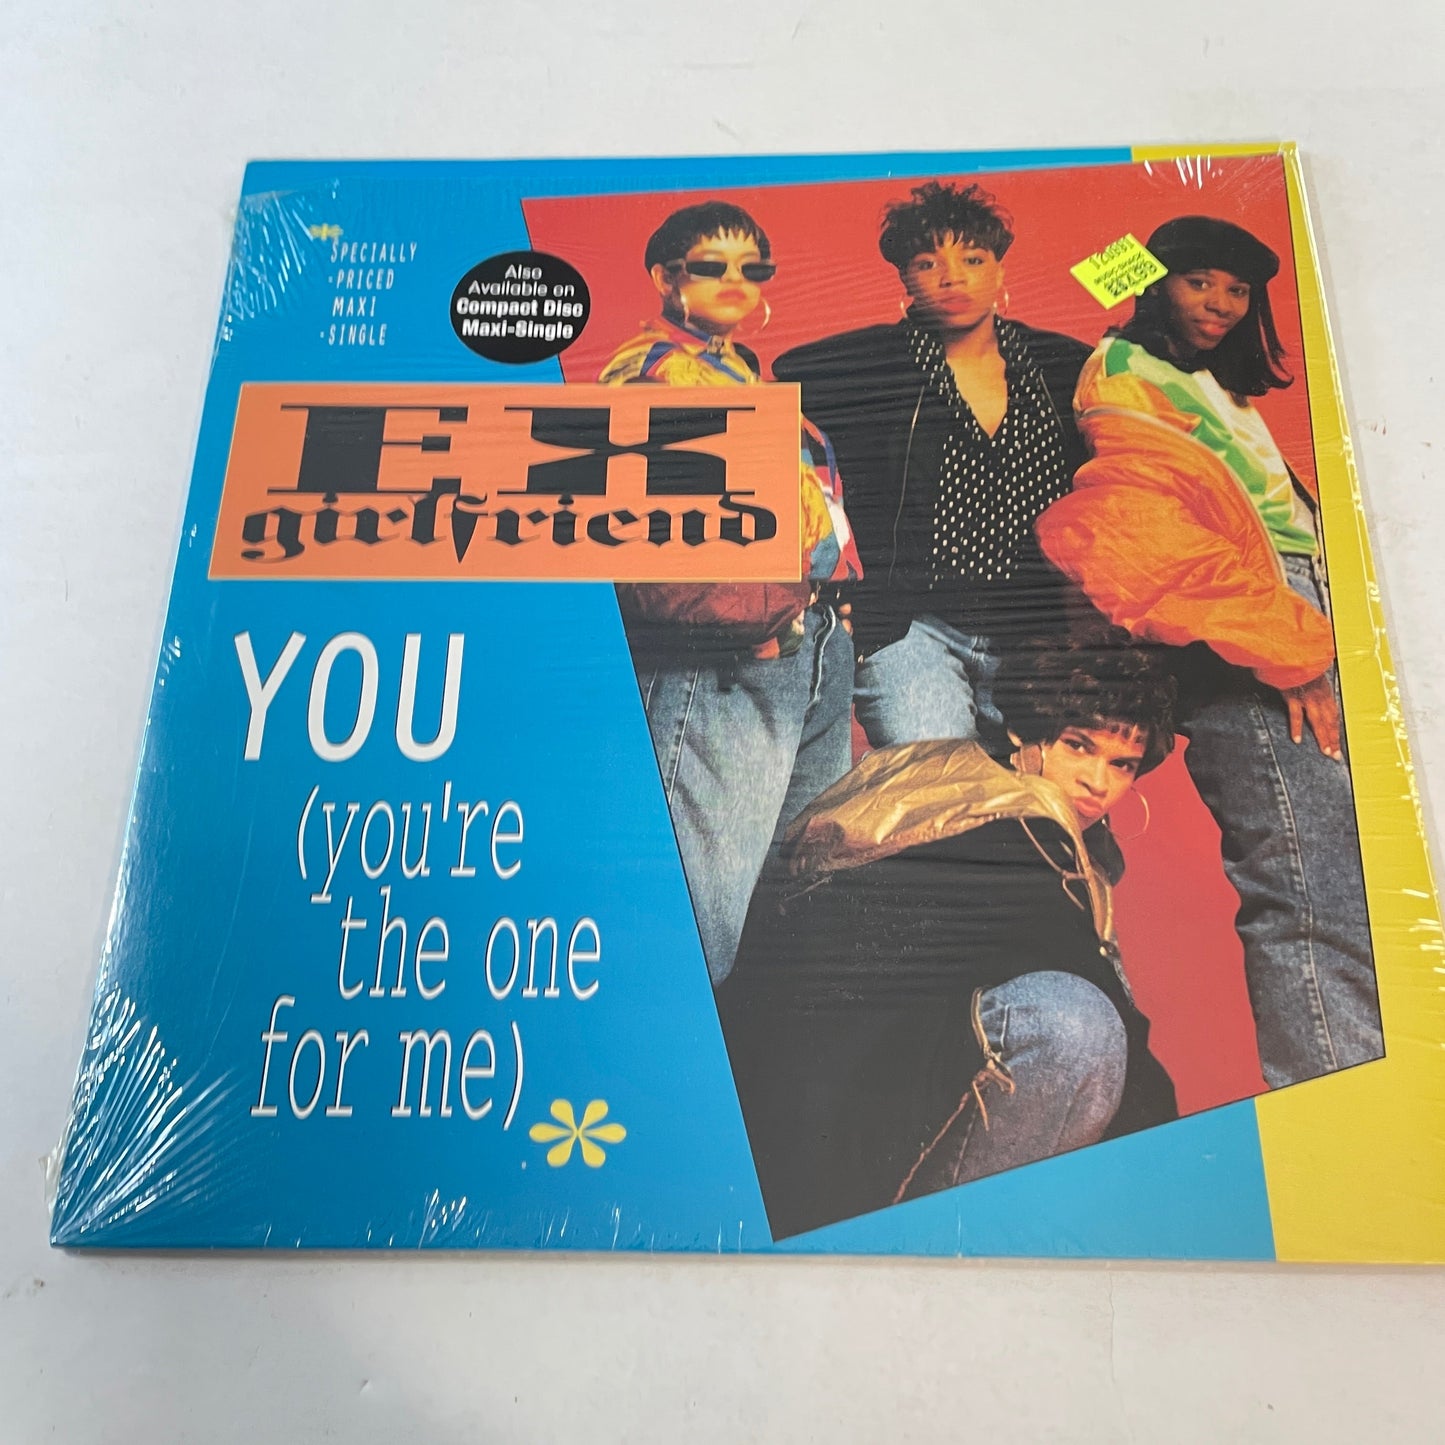 *SPECIALLY
-PRICED
MAXI
-SINGLE
Also
Available on
Compact Disc
Maxi-Single
EX
girlfriend
YOU
(you're
the one
for me)
*